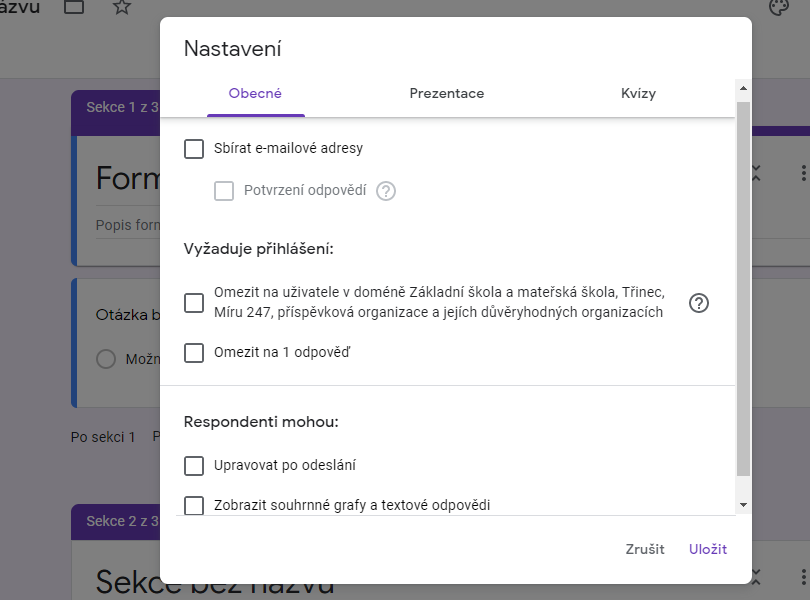 ázvu
Nastavení
Obecné Prezentace Kvízy
Sekce 1 z 3
Sbírat e-mailové adresy
Form
Potvrzení odpovědí ?
Popis form
Vyžaduje přihlášení:
Omezit na uživatele v doméně Základní škola a mateřská škola, Třinec,
Míru 247, příspěvková organizace a jejích důvěryhodných organizacích ?
Otázka b
Omezit na 1 odpověď
Možn
Respondenti mohou:
Po sekci 1 P
Upravovat po odeslání
Zobrazit souhrnné grafy a textové odpovědi
Sekce 2 z 3
Zrušit Uložit
Sekce bez názvu